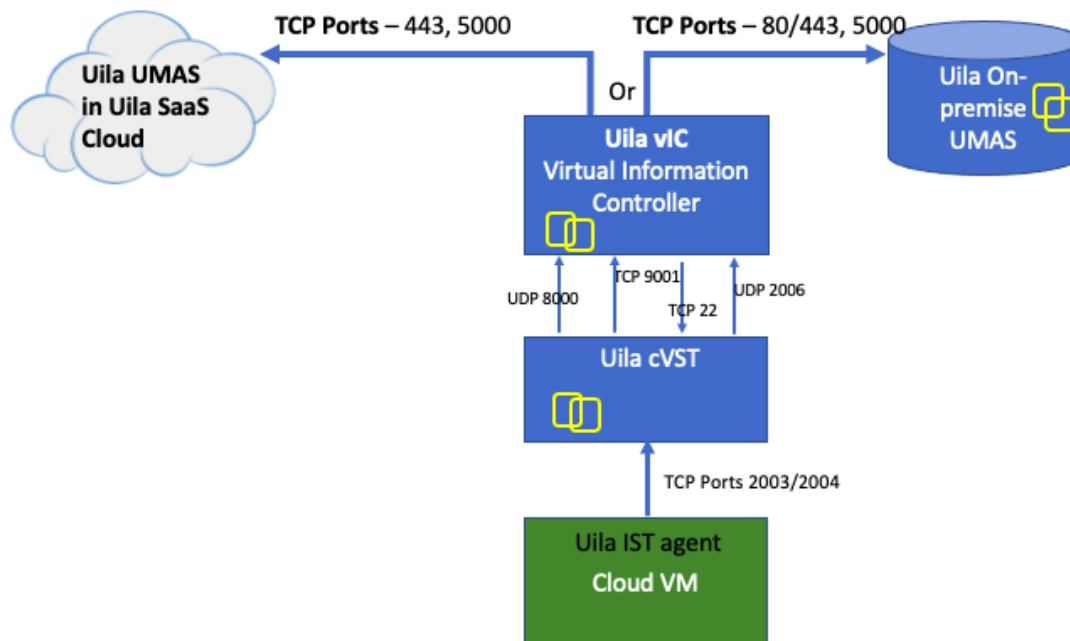 TCP Ports – 443, 5000
TCP Ports – 80/443, 5000
Uila UMAS
in Uila SaaS
Cloud
Or
Uila On-
premise
UMAS
Uila vIC
Virtual Information
Controller
UDP 8000
TCP 9001
TCP 22
UDP 2006
Uila cVST
TCP Ports 2003/2004
Uila IST agent
Cloud VM